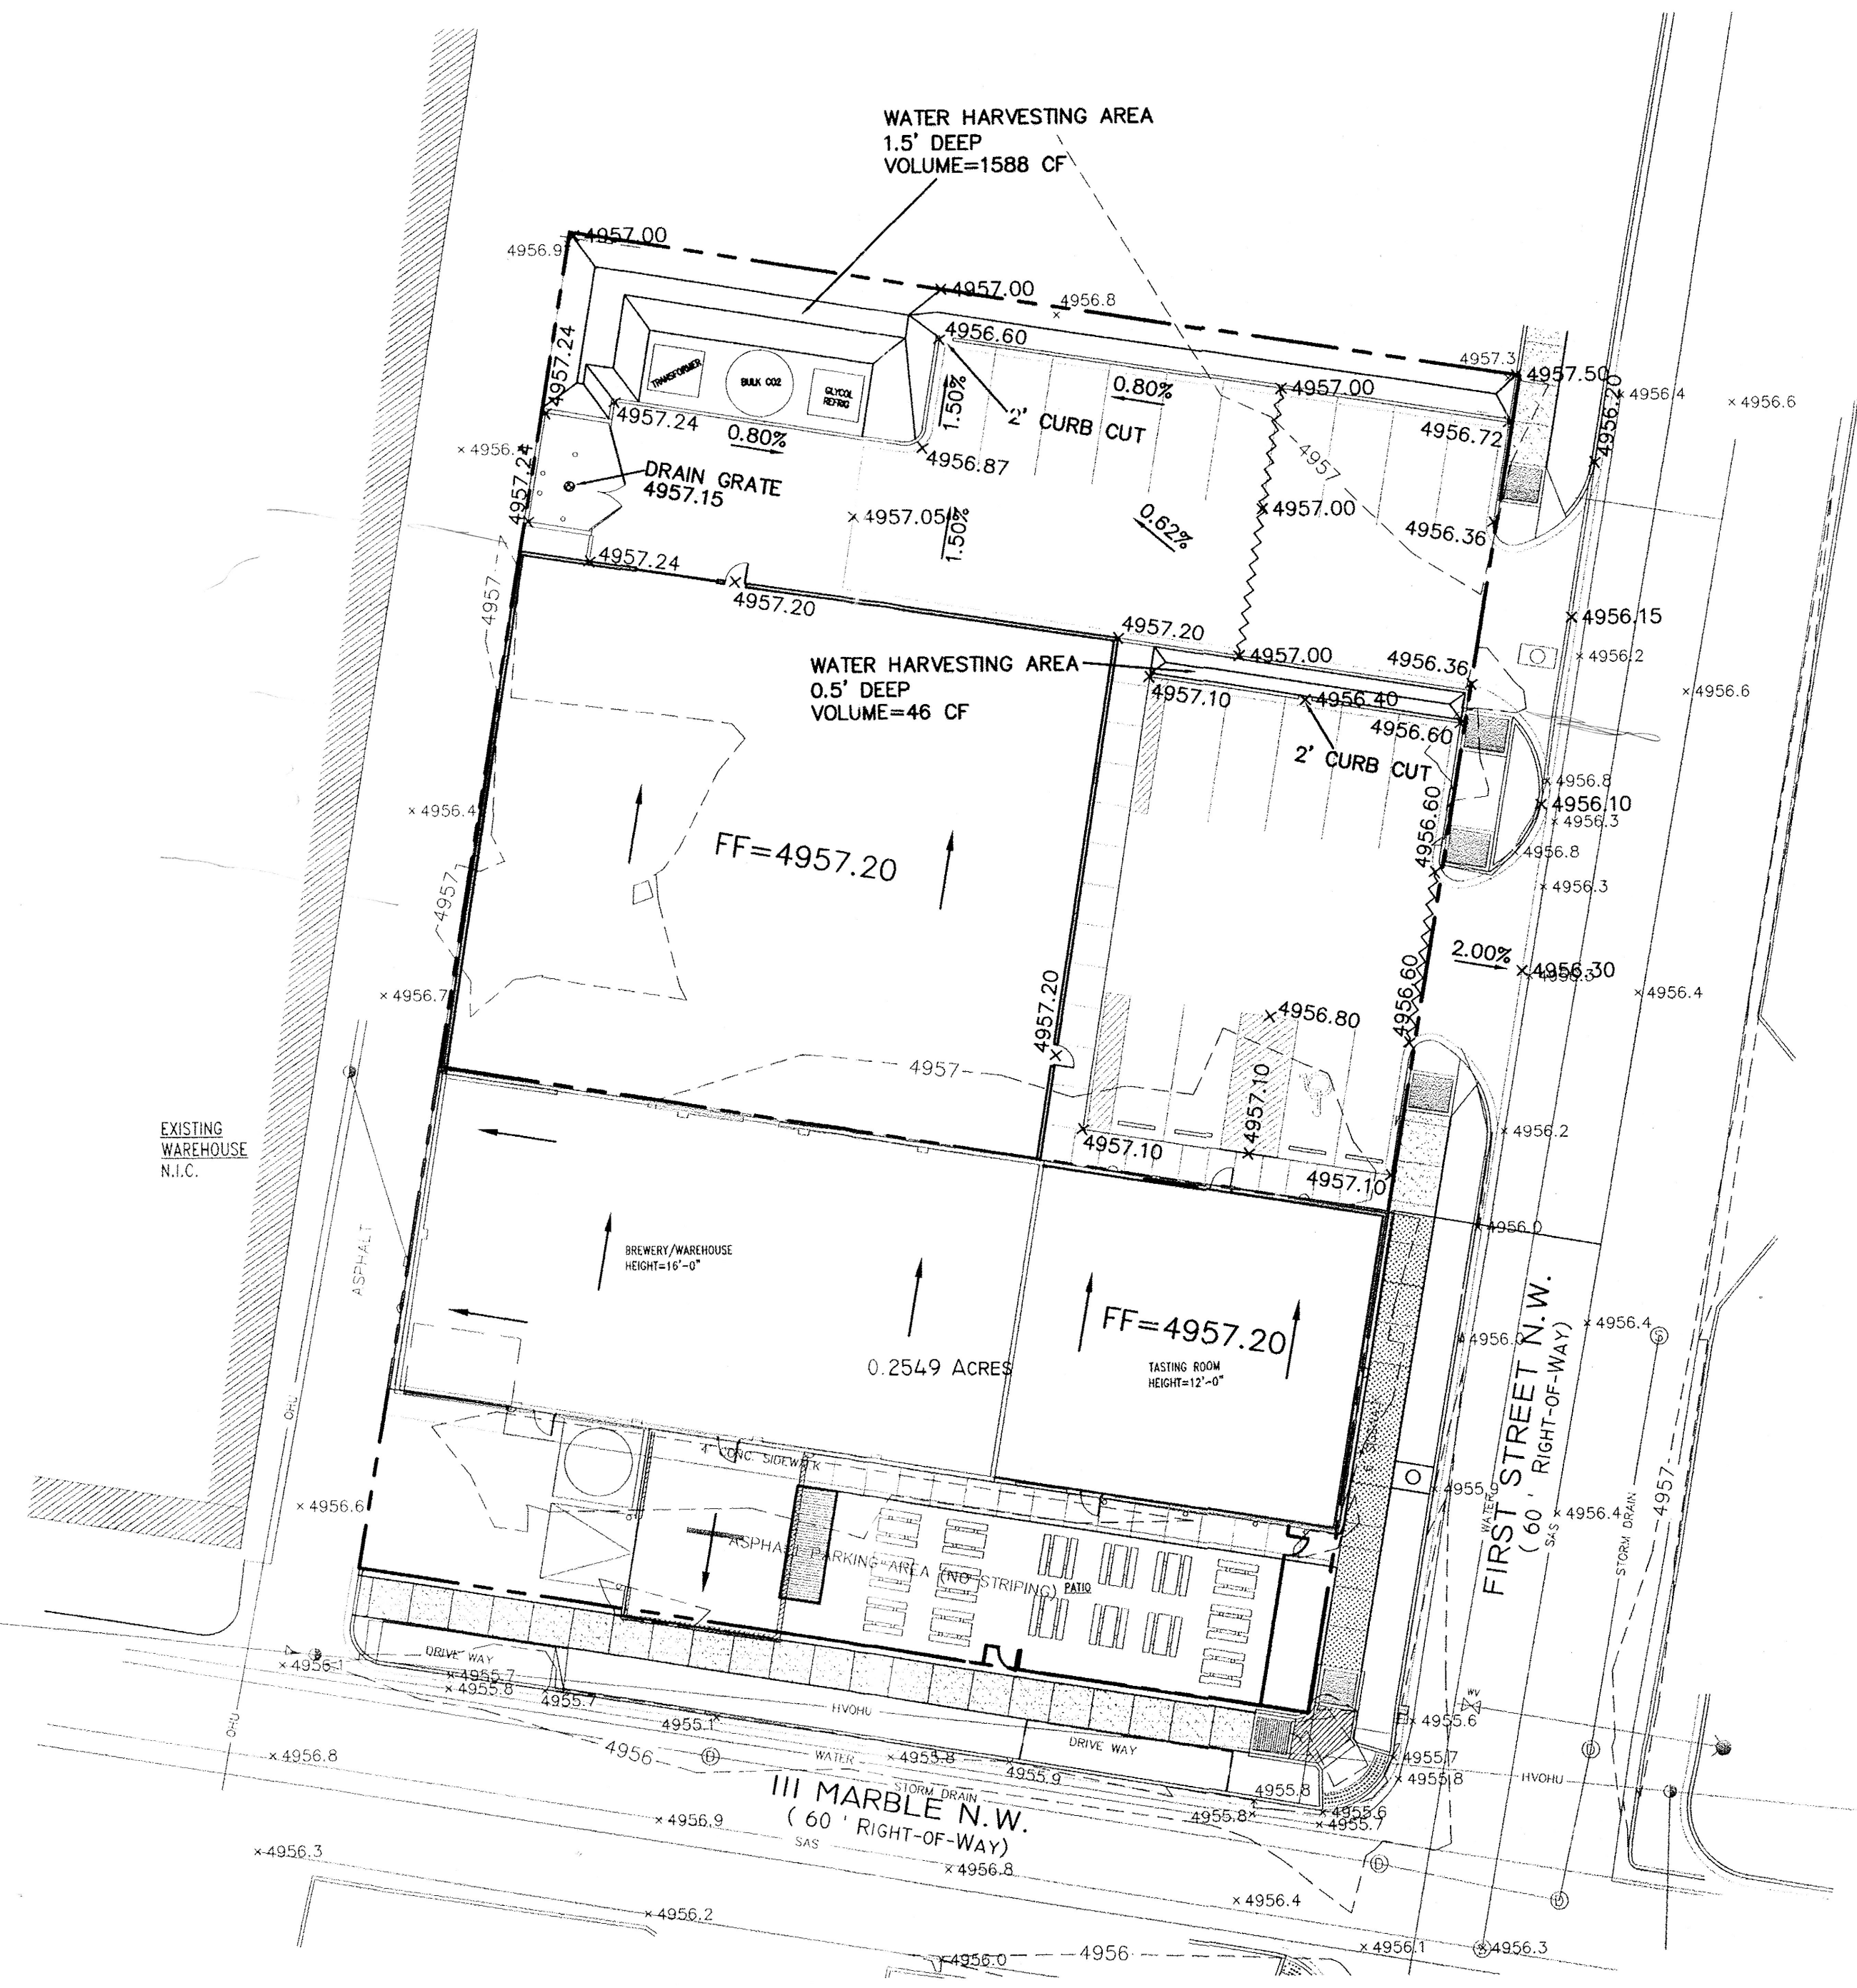 WATER HARVESTING AREA
1.5' DEEP
VOLUME=1588 CF
4957.00
4956.9
4957.00
4956.8
4956.60
4957.3
4957.50
4956.20
4956.4
4956.6
4957.24
TRANSFORMER
BULK CO2
GLYCOL
REFRIG
1.50%
0.80%
4957.00
2' CURB CUT
4956.72
4957.24
0.80%
4956.87
4957
4957.24
DRAIN GRATE
4957.15
4957.05
1.50%
0.62%
4957.00
4956.36
4957.24
4957.20
4957
4957.20
4957.00
4956.36
4956.15
4956.2
4956.6
WATER HARVESTING AREA
0.5' DEEP
VOLUME=46 CF
4957.10
4956.40
4956.60
2' CURB CUT
4956.8
4956.10
4956.3
4956.60
4956.8
4956.3
4956.4
FF=4957.20
4957
4956.7
4957.20
4956.80
4956.60
2.00%
4956.30
4956.4
4957
4957.10
4957.10
4957.10
4956.2
4956.0
EXISTING
WAREHOUSE
N.I.C.
ASPHALT
BREWERY/WAREHOUSE
HEIGHT=16'-0"
FF=4957.20
TASTING ROOM
HEIGHT=12'-0"
0.2549 ACRES
4956.0
4956.4
S
FIRST STREET N.W.
( 60 ' RIGHT-OF-WAY)
WATER
SAS
STORM DRAIN
4957
4955.9
4956.4
OHU
4956.6
4' CONC. SIDEWALK
ASPHALT PARKING AREA (NO STRIPING)
PATIO
DRIVE WAY
4956.1
4955.7
4955.8
4955.7
HVOHU
4955.1
4956
D
WATER
4955.8
4955.9
DRIVE WAY
WV
4955.6
4955.7
4955.8
HVOHU
D
OHU
4956.8
STORM DRAIN
4955.8
4955.8
4955.6
4955.7
III MARBLE N.W.
( 60 ' RIGHT-OF-WAY)
SAS
4956.9
4956.3
4956.8
D
4956.4
D
4956.2
4956.0
4956
4956.1
S
4956.3